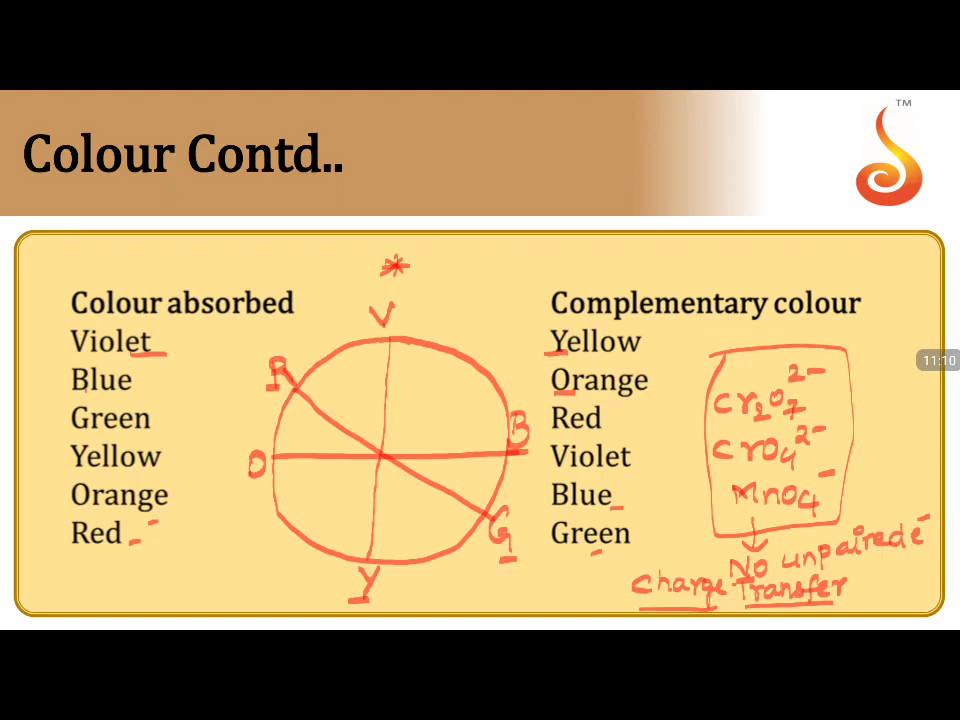 TM
Colour Contd..
*
Colour absorbed
Violet
Blue
Green
Yellow
Orange
Red
V
R
B
O
G
Y
Complementary colour
Yellow
Orange
Red
Violet
Blue
Green
Cr2O7 2-
CrO4 2-
MnO4 -
No unpaired e-
Charge Transfer
11:10